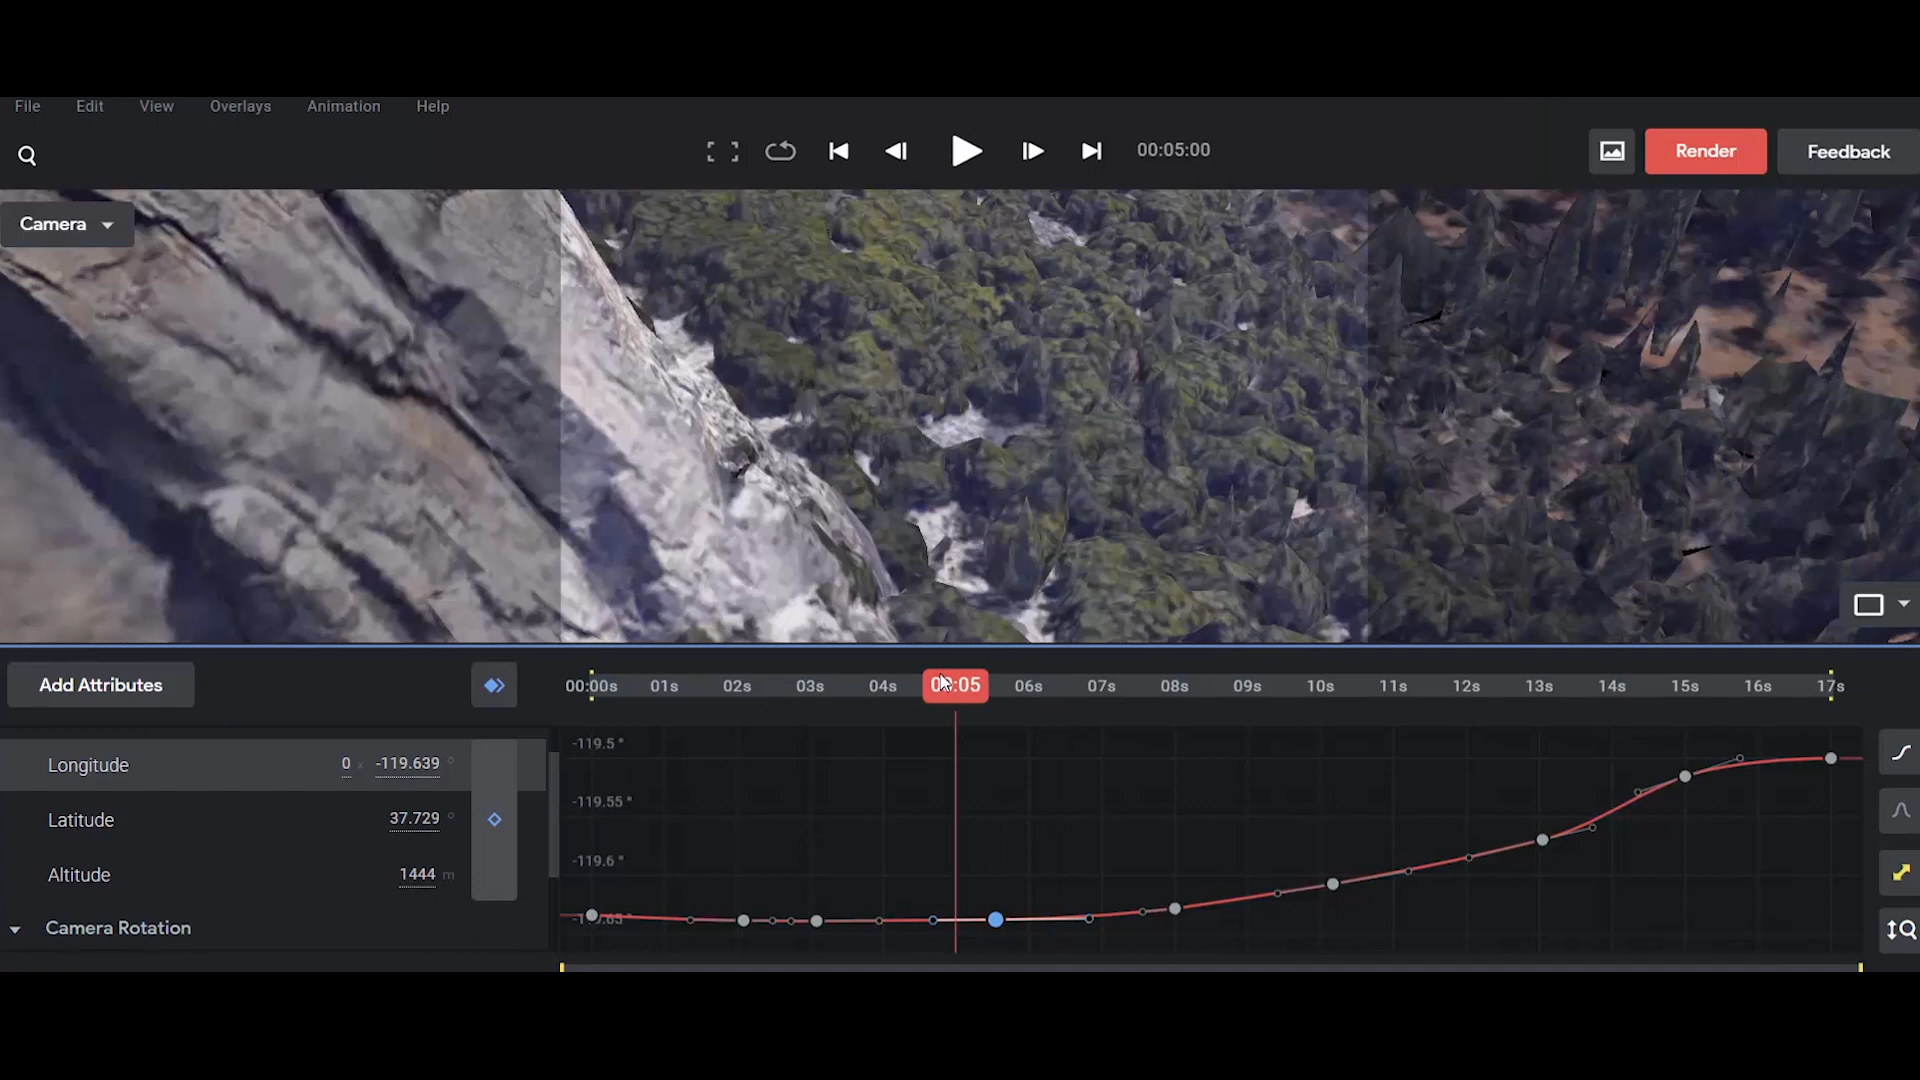 File Edit View Overlays Animation Help
00:05:00 Render Feedback
Camera
Add Attributes
00:00s 01s 02s 03s 04s 00:05 06s 07s 08s 09s 10s 11s 12s 13s 14s 15s 16s 17s
-119.5°
Longitude 0 x -119.639 °
-119.55°
Latitude 37.729 °
-119.6°
Altitude 1444 m
-119.65°
Camera Rotation